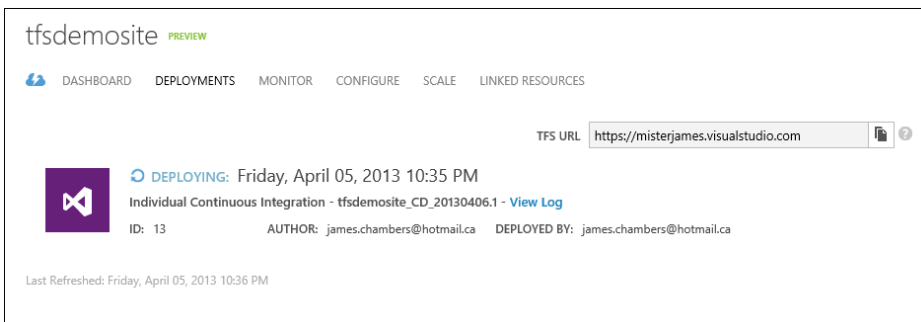 tfsdemosite PREVIEW
DASHBOARD DEPLOYMENTS MONITOR CONFIGURE SCALE LINKED RESOURCES
TFS URL https://misterjames.visualstudio.com
DEPLOYING: Friday, April 05, 2013 10:35 PM
Individual Continuous Integration - tfsdemosite_CD_20130406.1 - View Log
ID: 13 AUTHOR: james.chambers@hotmail.ca DEPLOYED BY: james.chambers@hotmail.ca
Last Refreshed: Friday, April 05, 2013 10:36 PM